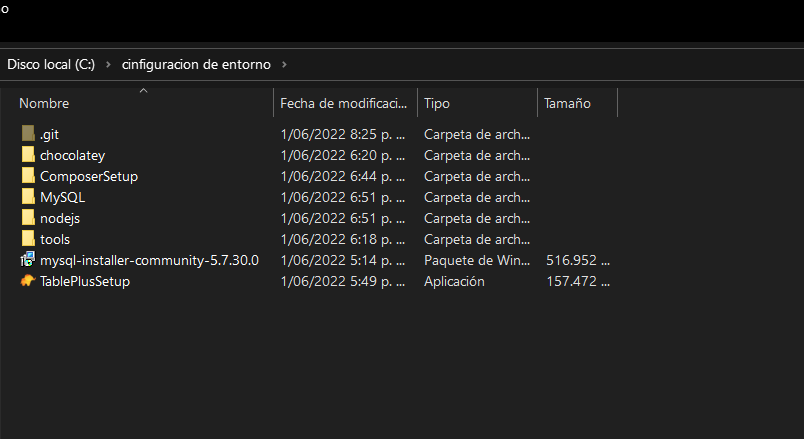 o
Disco local (C:) > cinfiguracion de entorno >
Nombre Fecha de modificaci... Tipo Tamaño
.git 1/06/2022 8:25 p. ... Carpeta de arch...
chocolatey 1/06/2022 6:20 p. ... Carpeta de arch...
ComposerSetup 1/06/2022 6:44 p. ... Carpeta de arch...
MySQL 1/06/2022 6:51 p. ... Carpeta de arch...
nodejs 1/06/2022 6:51 p. ... Carpeta de arch...
tools 1/06/2022 6:18 p. ... Carpeta de arch...
mysql-installer-community-5.7.30.0 1/06/2022 5:14 p. ... Paquete de Win... 516.952 ...
TablePlusSetup 1/06/2022 5:49 p. ... Aplicación 157.472 ...